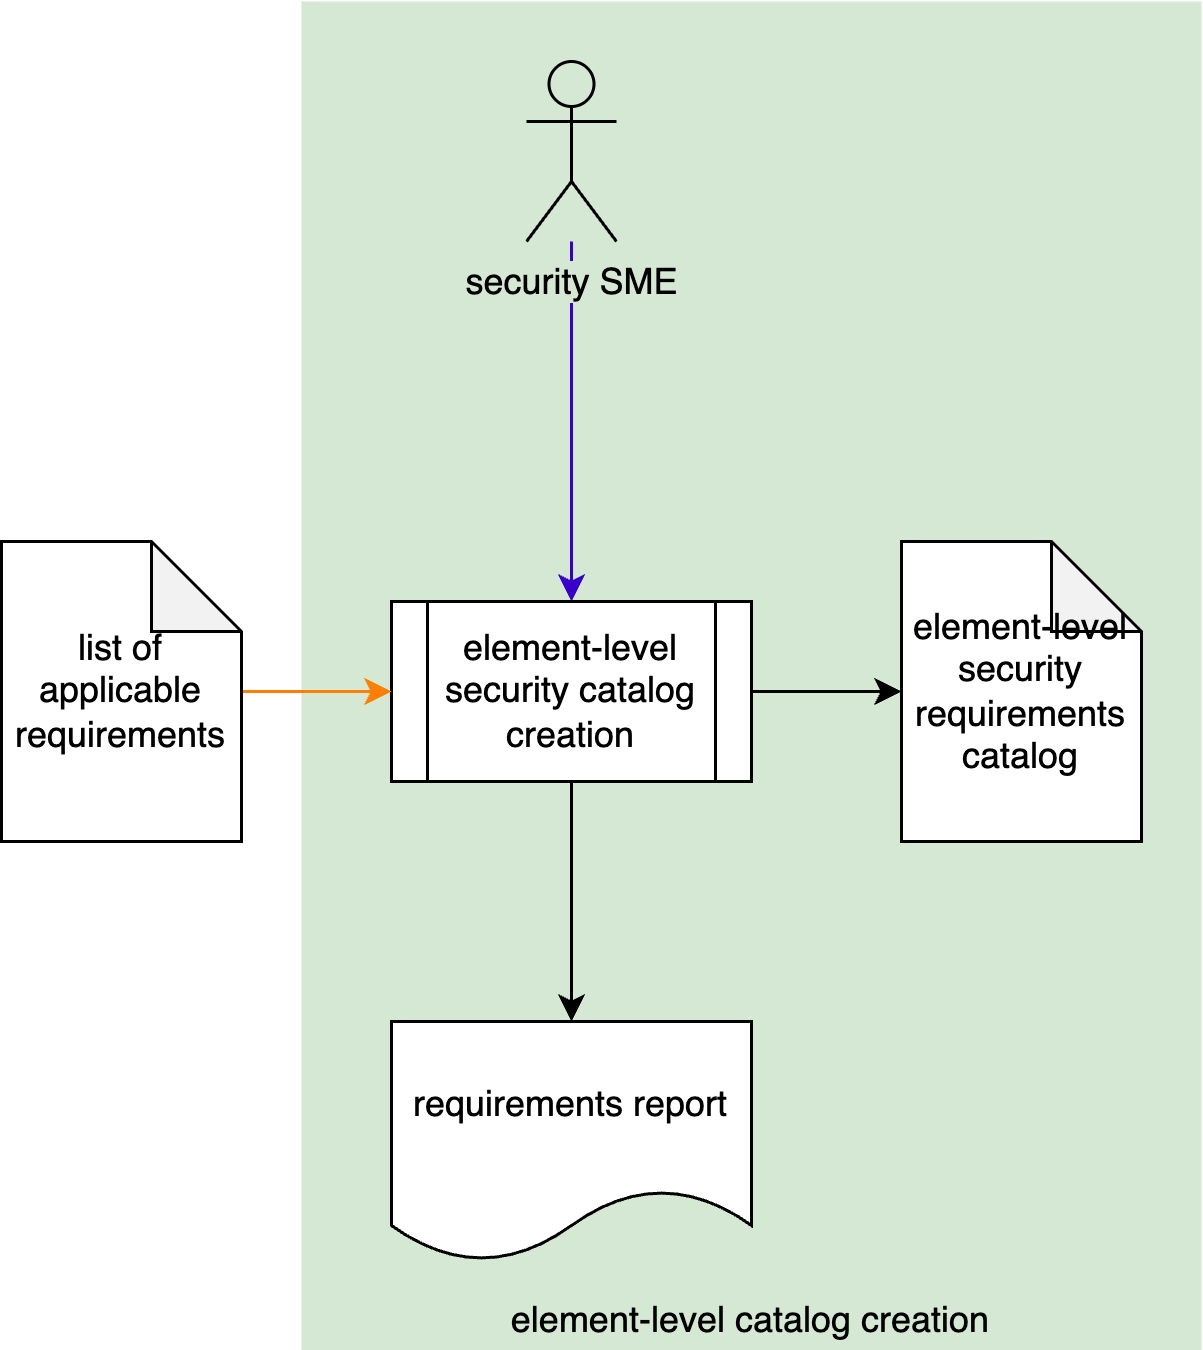 security SME
list of
applicable
requirements
element-level
security catalog
creation
element-level
security
requirements
catalog
requirements report
element-level catalog creation